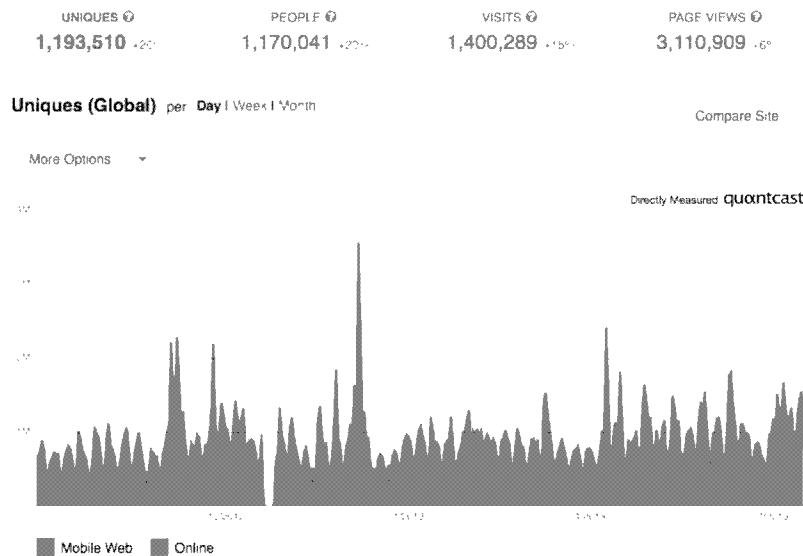 UNIQUES ? PEOPLE ? VISITS ? PAGE VIEWS ?
1,193,510 1,170,041 1,400,289 3,110,909
Uniques (Global) per Day | Week | Month
Compare Site
More Options
Directly Measured quantcast
Mobile Web Online